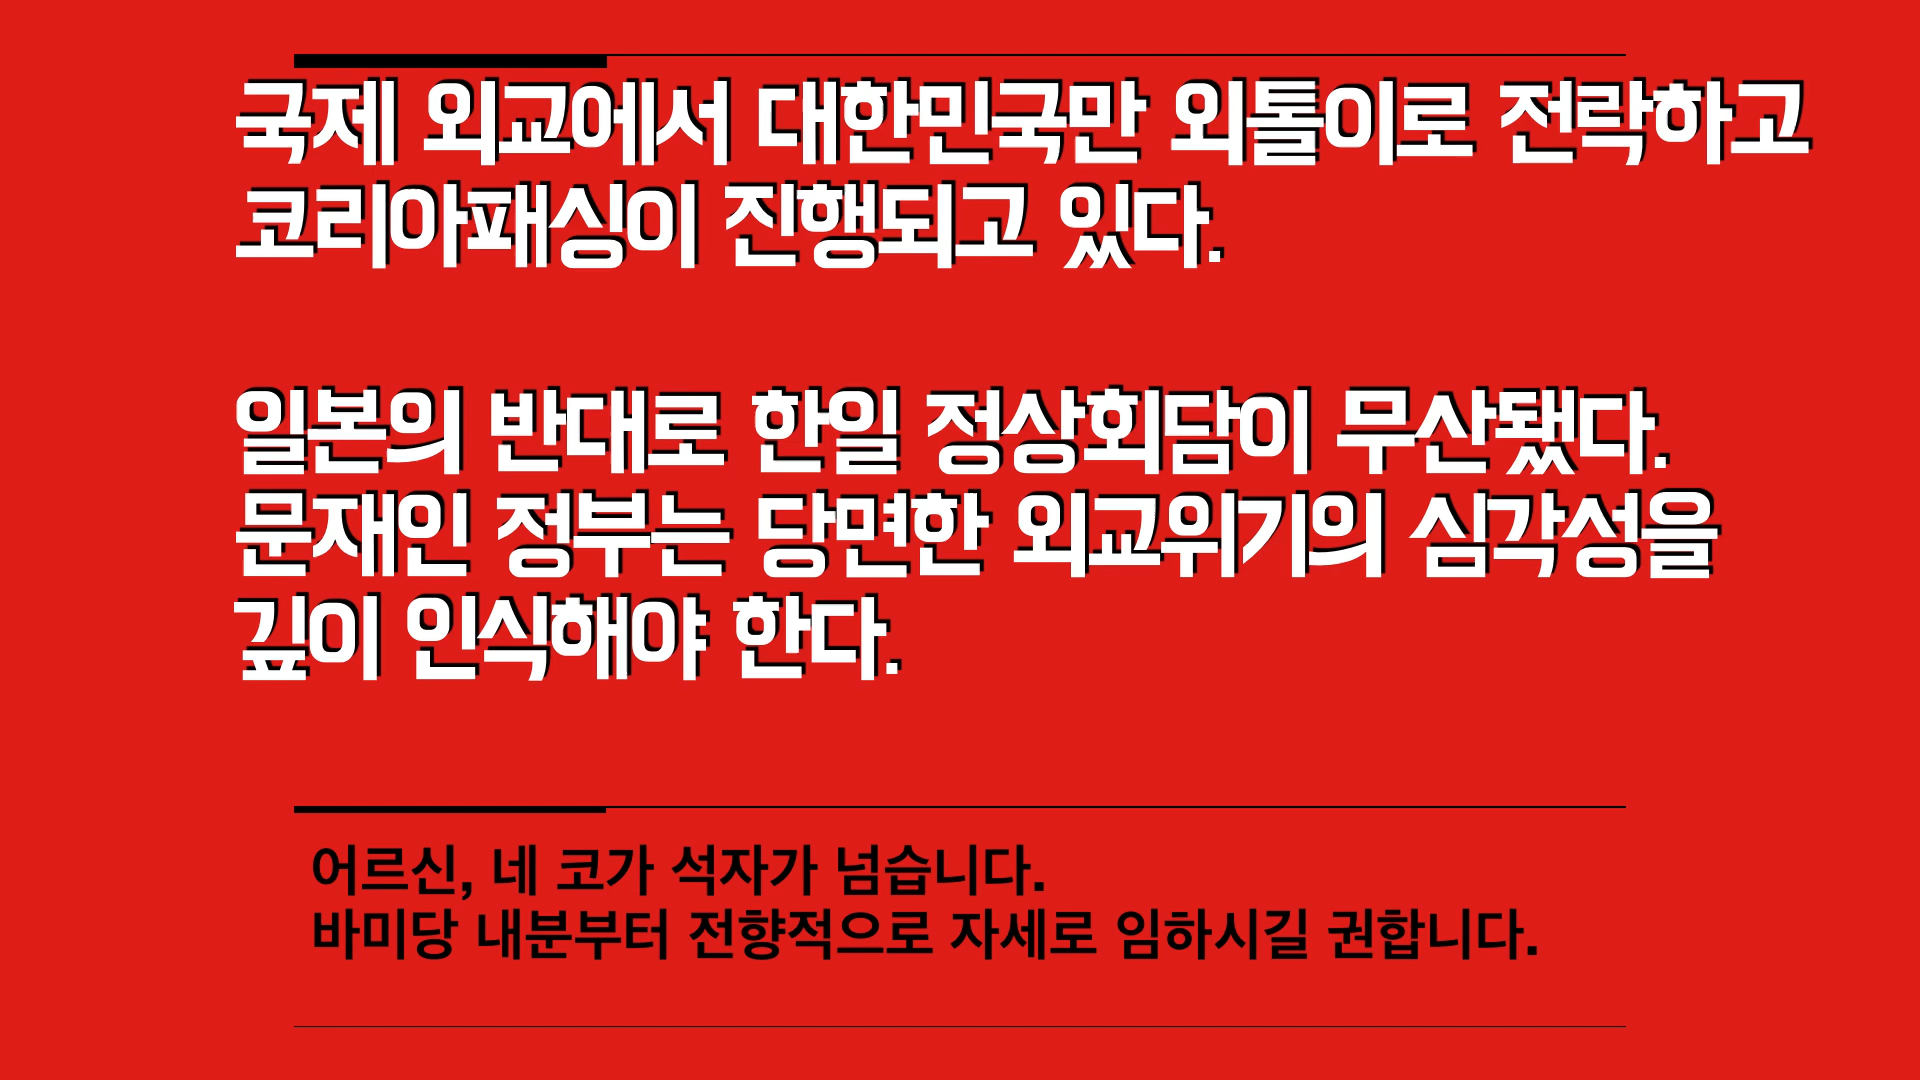 국제 외교에서 대한민국만 외톨이로 전락하고
코리아패싱이 진행되고 있다.
일본의 반대로 한일 정상회담이 무산됐다.
문재인 정부는 당면한 외교위기의 심각성을
깊이 인식해야 한다.
어르신, 네 코가 석자가 넘습니다.
바미당 내분부터 전향적으로 자세로 임하시길 권합니다.